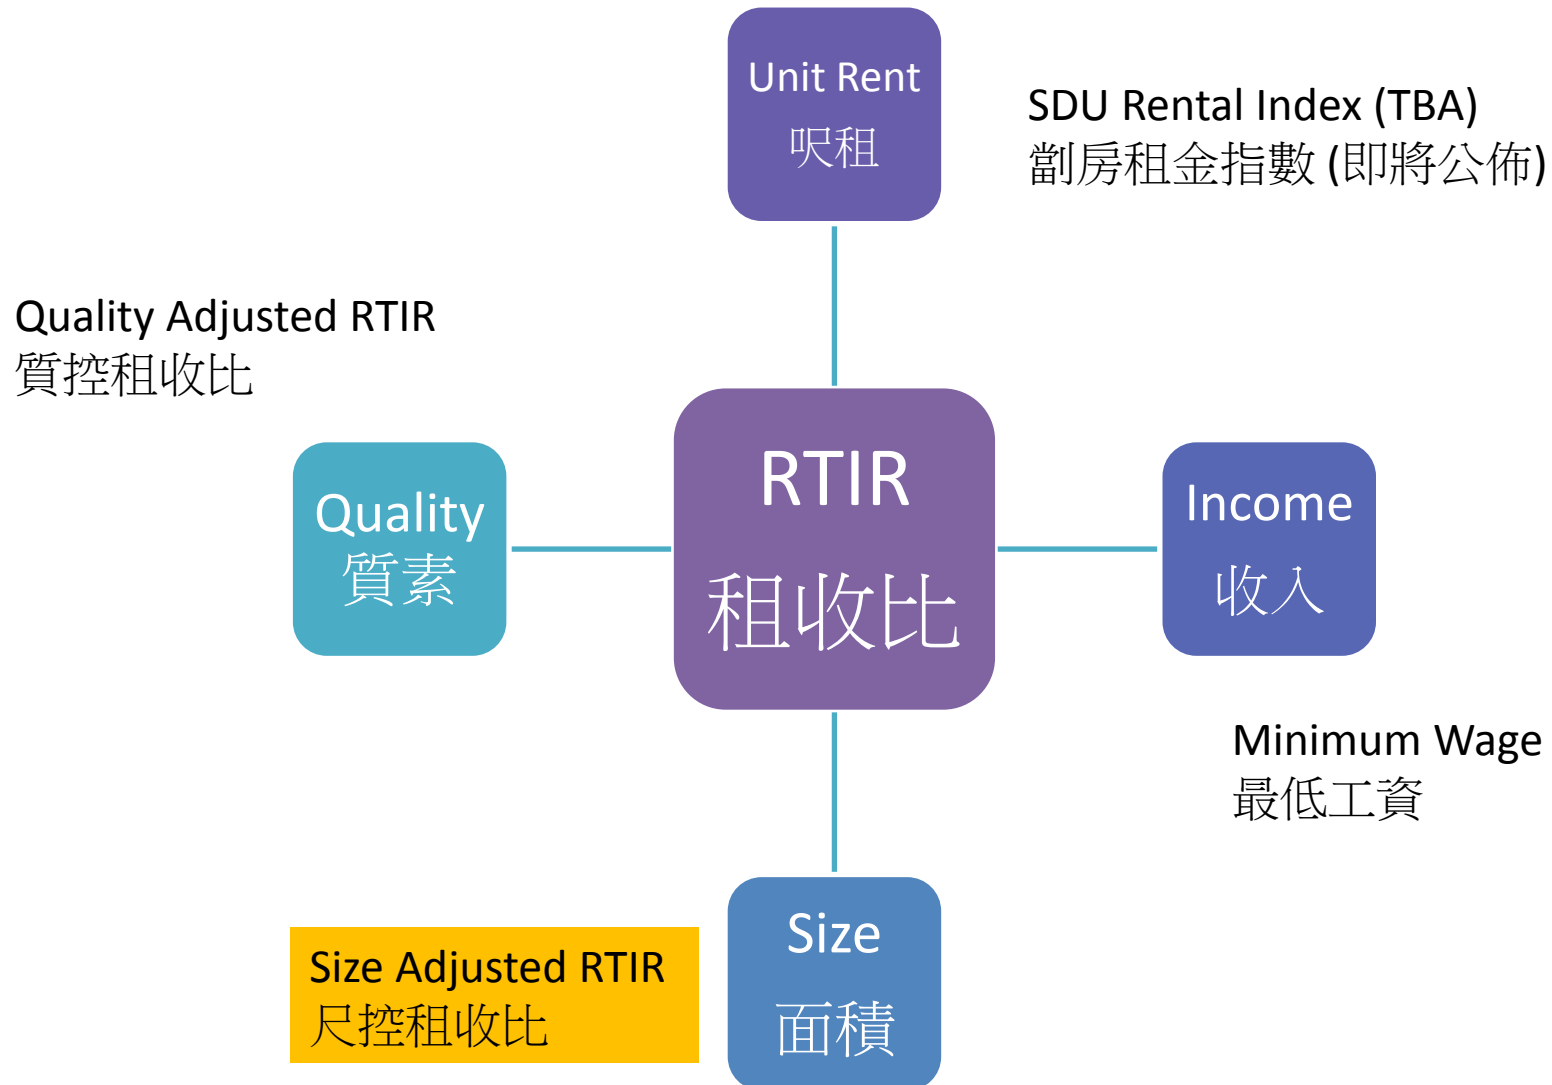 Unit Rent
呎租
SDU Rental Index (TBA)
劏房租金指數 (即將公佈)
Quality Adjusted RTIR
質控租收比
Quality
質素
RTIR
租收比
Income
收入
Minimum Wage
最低工資
Size
面積
Size Adjusted RTIR
尺控租收比